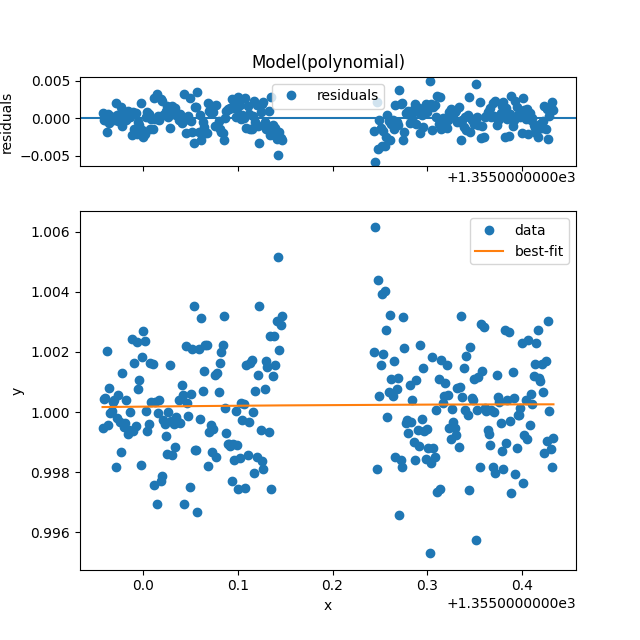 Model(polynomial)
0.005
0.000
−0.005
residuals
residuals
+1.3550000000e3
1.006
1.004
1.002
1.000
0.998
0.996
y
data
best-fit
0.0 0.1 0.2 0.3 0.4
x
+1.3550000000e3